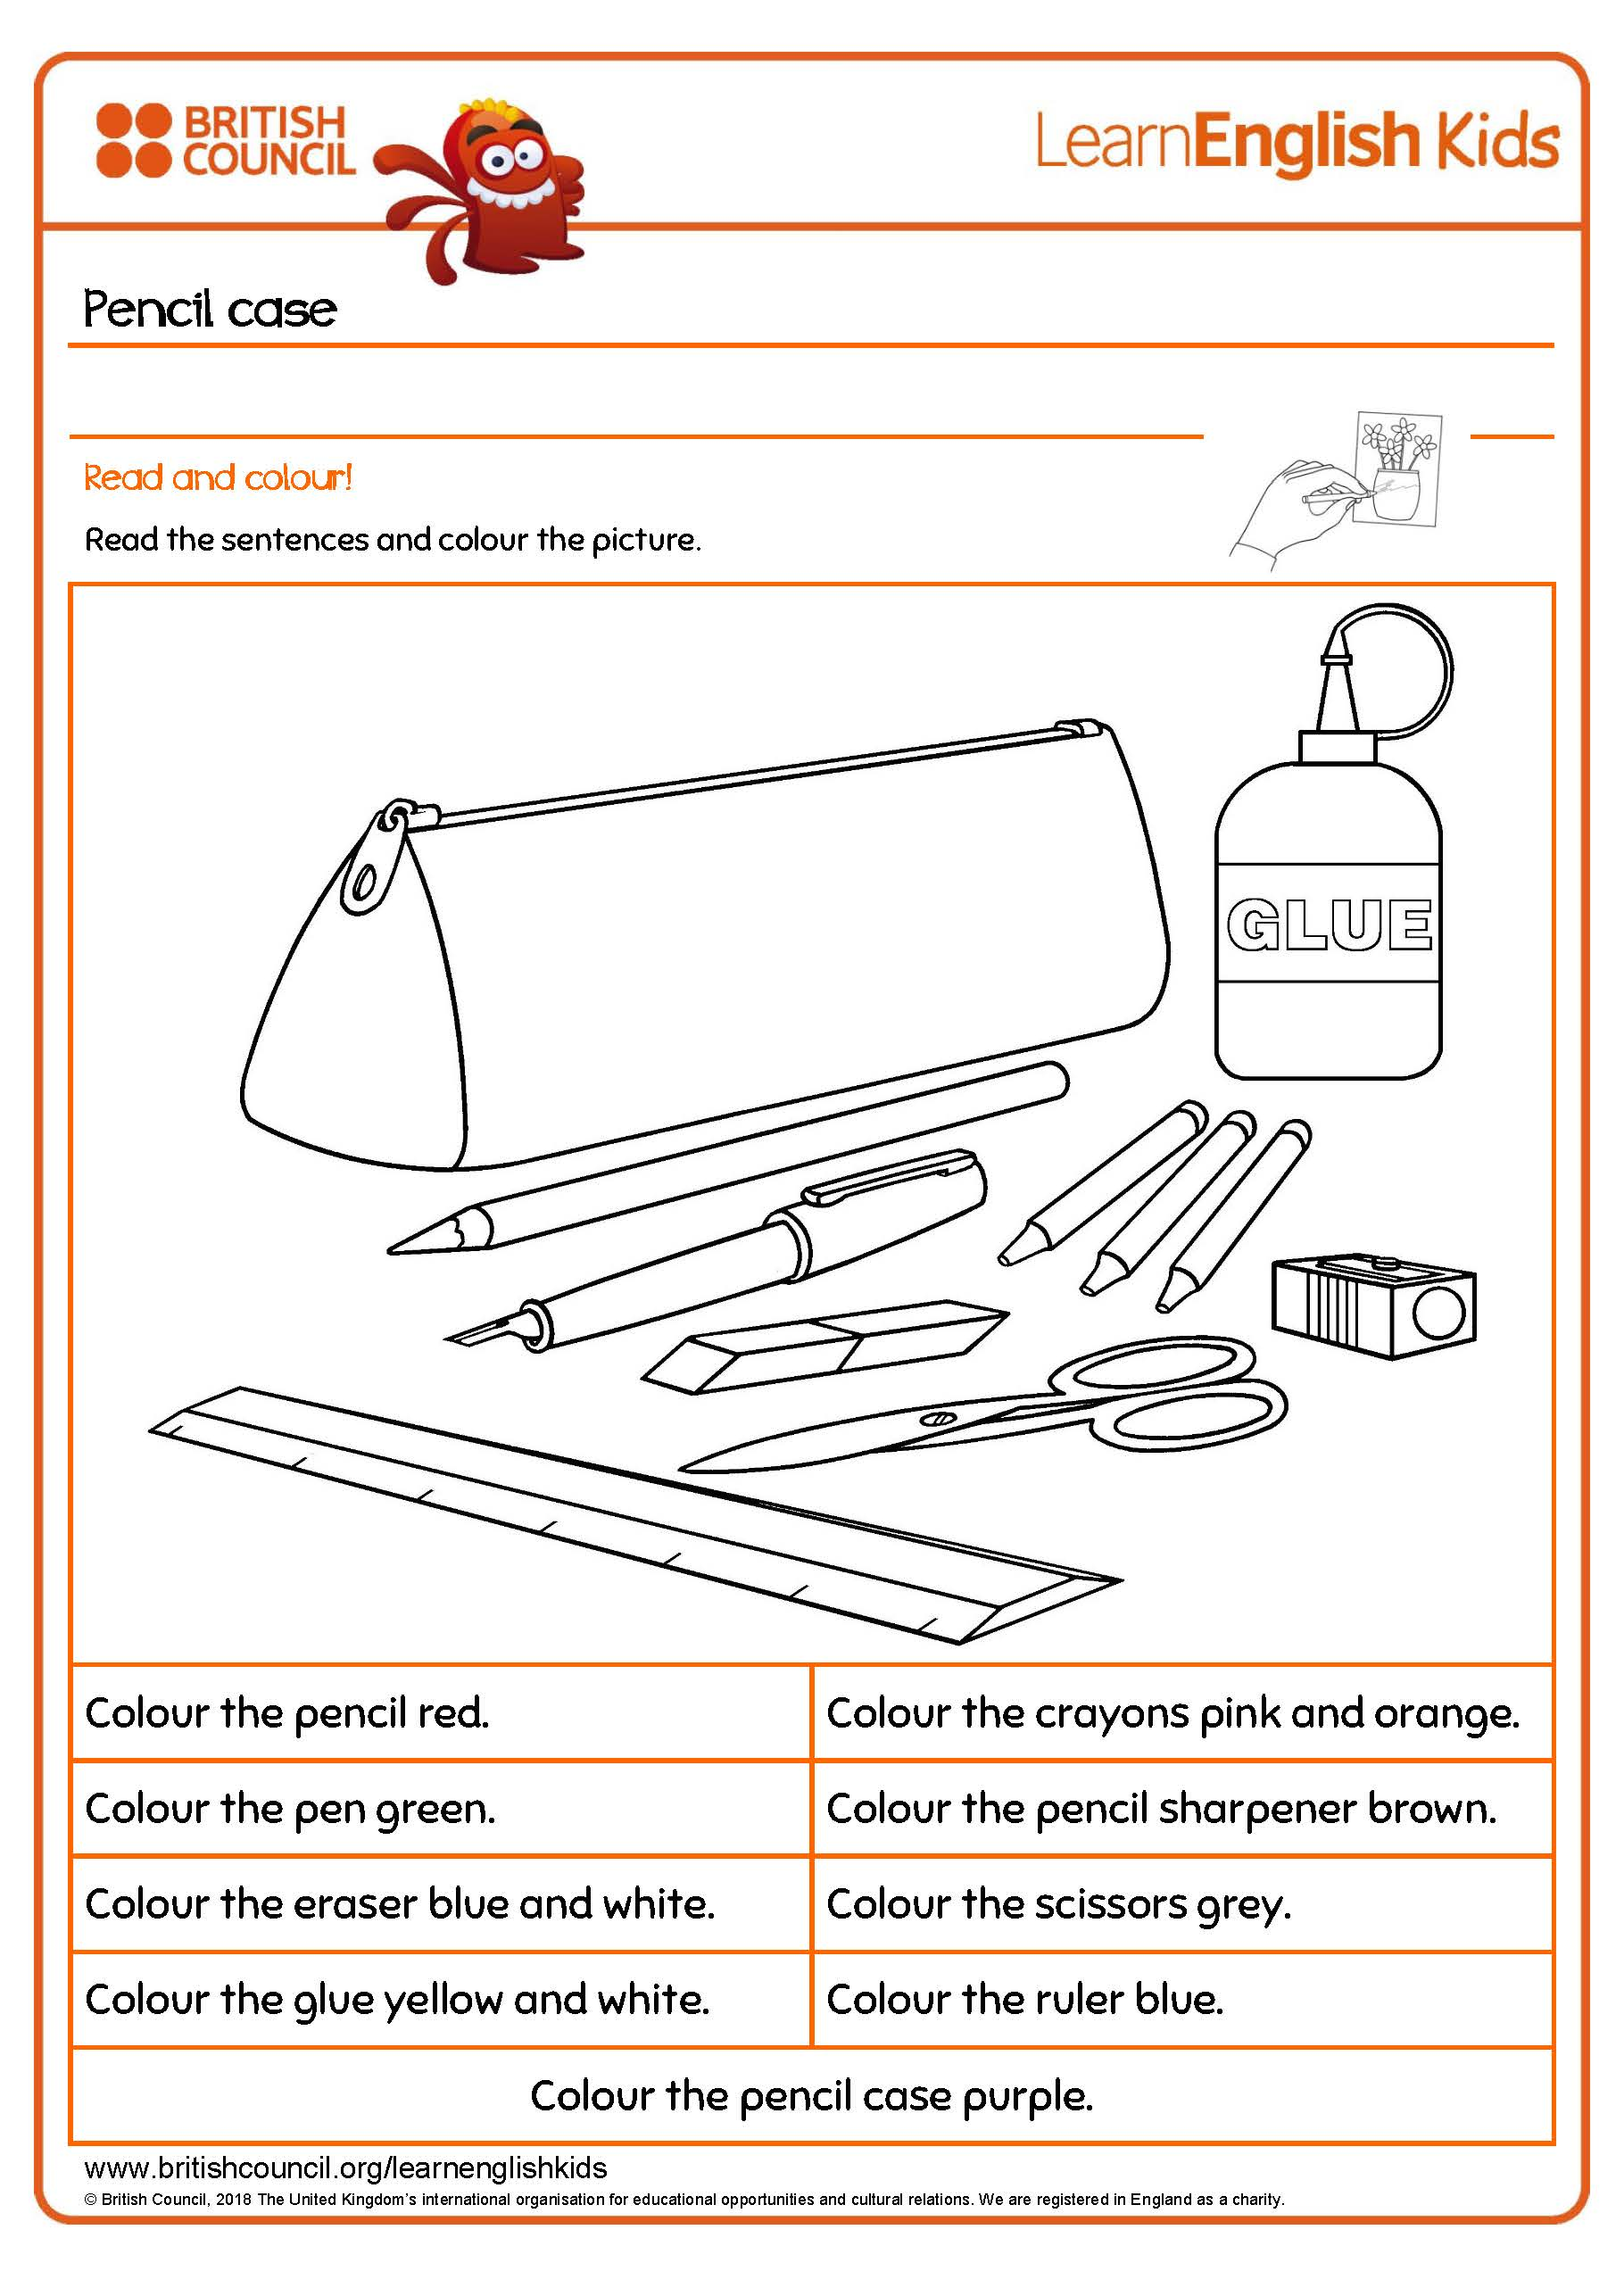 BRITISH
COUNCIL
LearnEnglish Kids
Pencil case
Read and colour!
Read the sentences and colour the picture.
GLUE
Colour the pencil red.
Colour the crayons pink and orange.
Colour the pen green.
Colour the pencil sharpener brown.
Colour the eraser blue and white.
Colour the scissors grey.
Colour the glue yellow and white.
Colour the ruler blue.
Colour the pencil case purple.
www.britishcouncil.org/learnenglishkids
© British Council, 2018 The United Kingdom's international organisation for educational opportunities and cultural relations. We are registered in England as a charity.